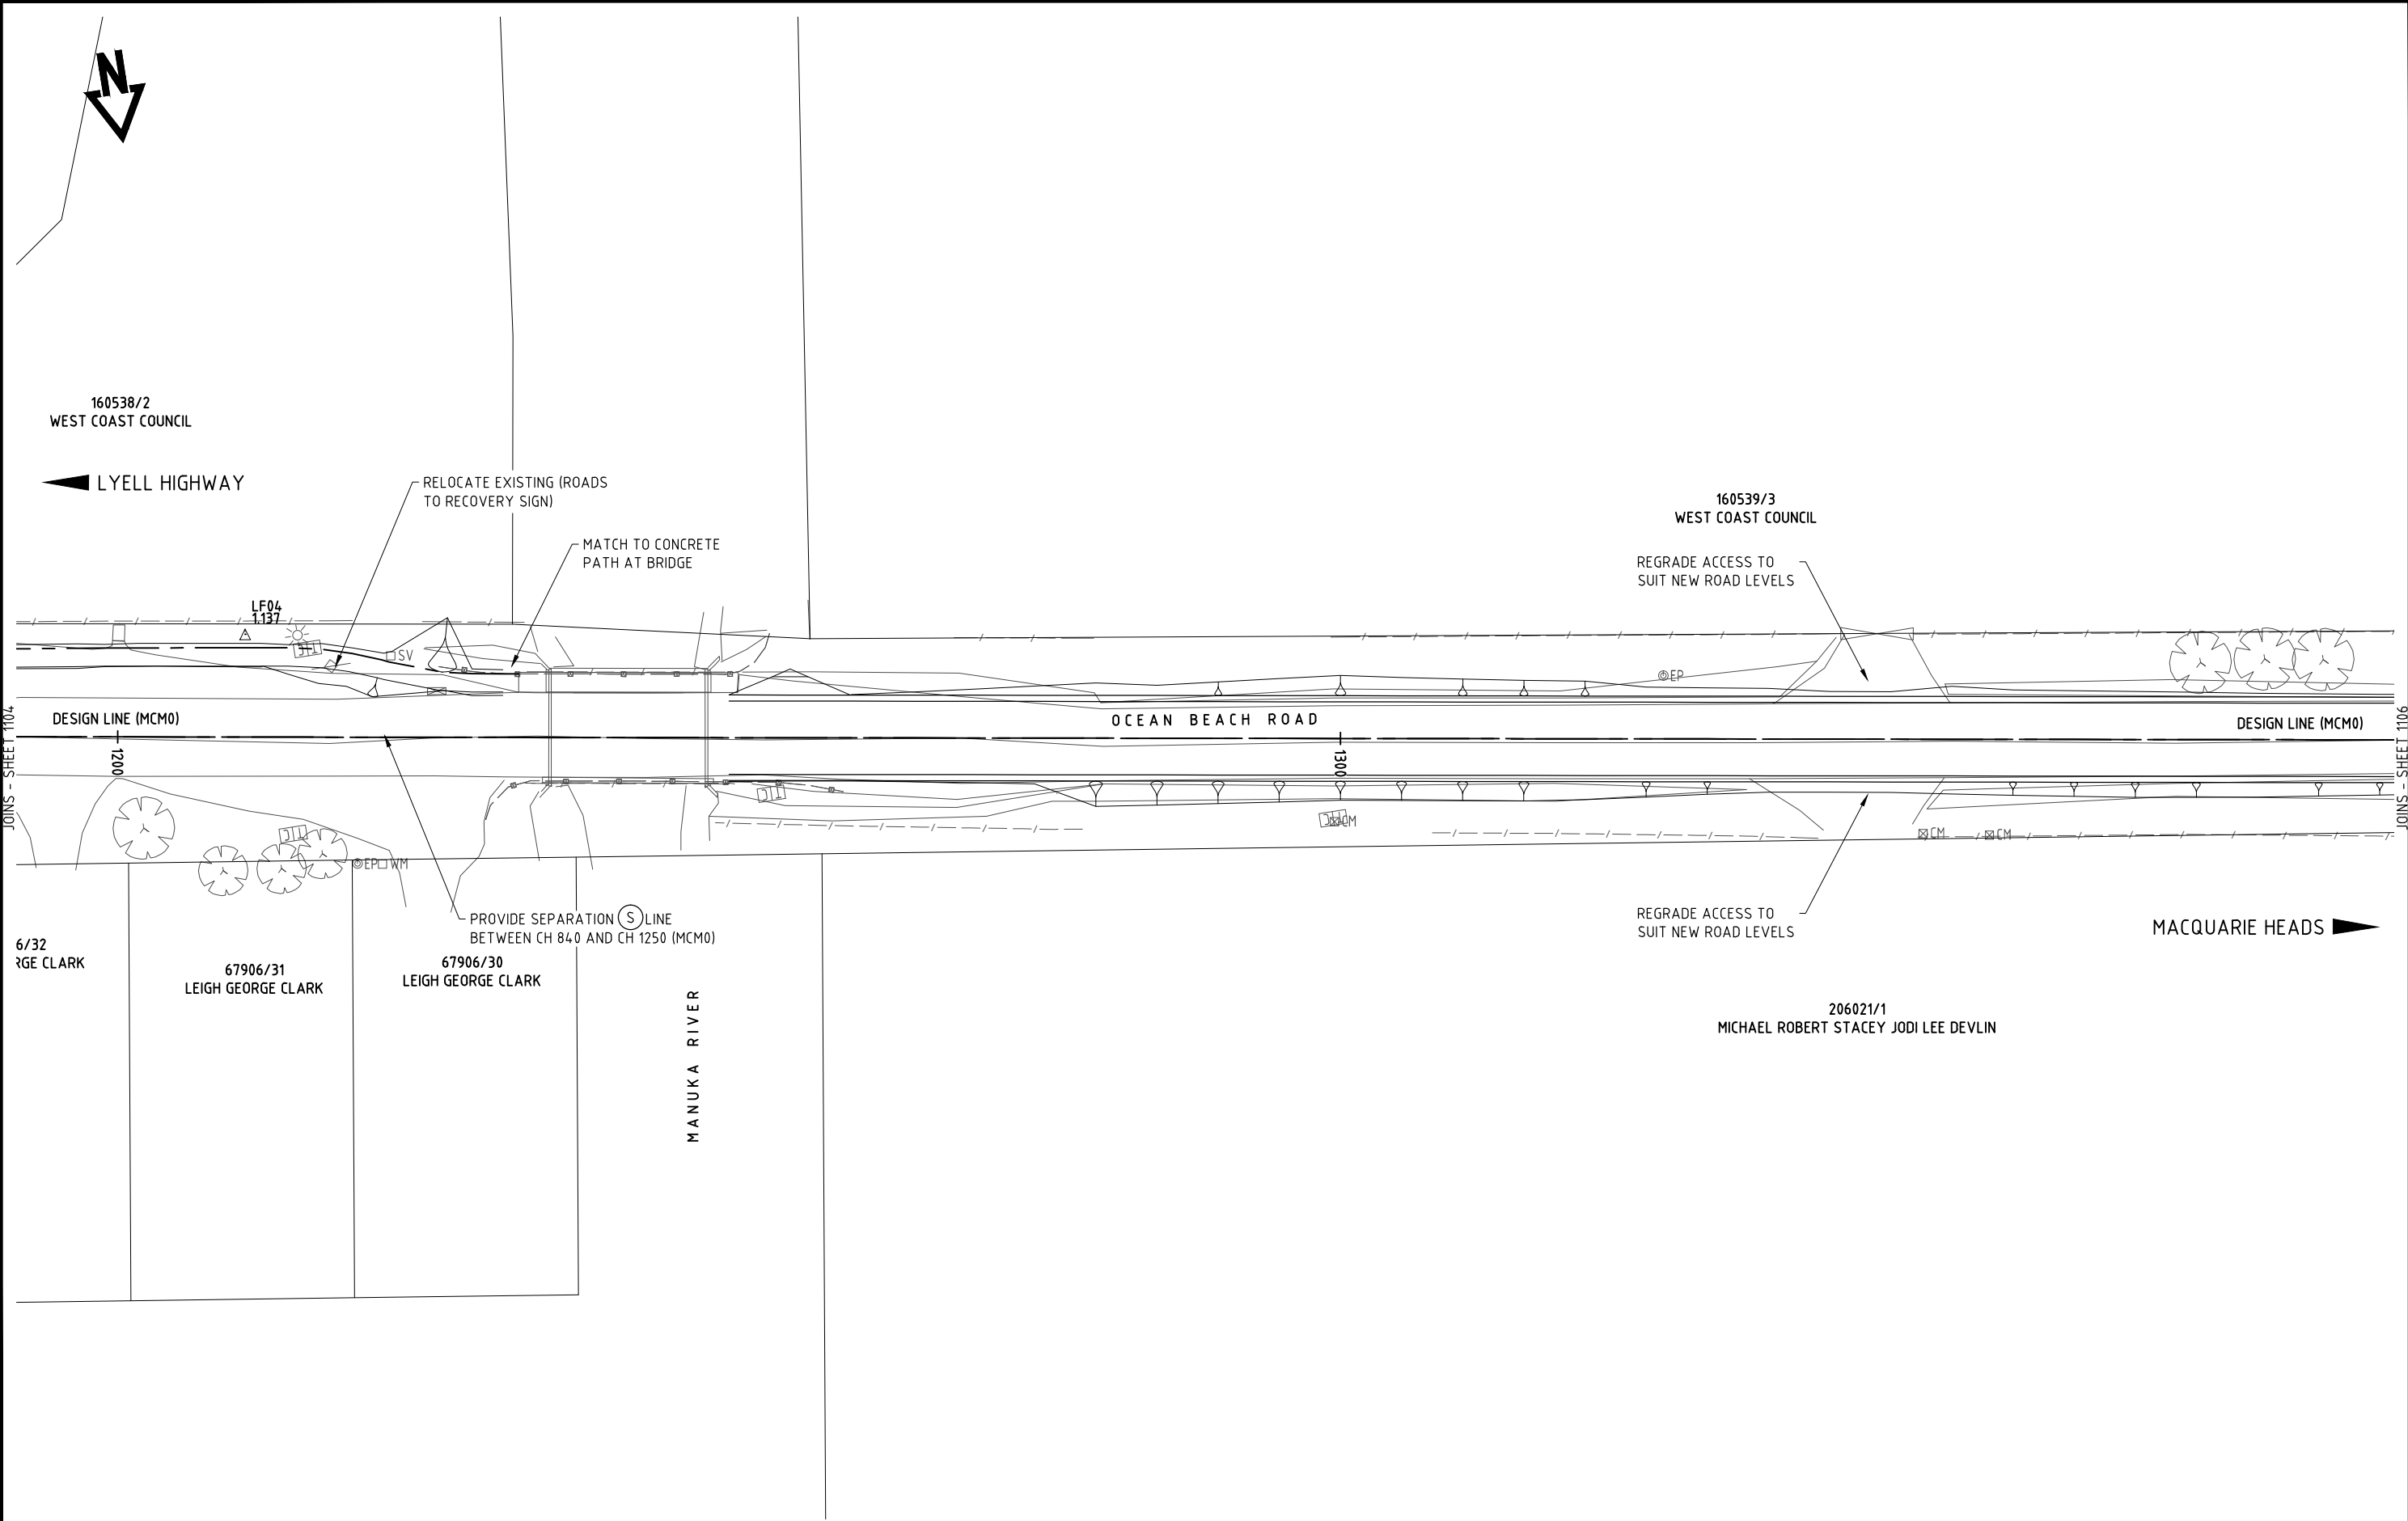 N
160538/2
WEST COAST COUNCIL
LYELL HIGHWAY
RELOCATE EXISTING (ROADS
TO RECOVERY SIGN)
MATCH TO CONCRETE
PATH AT BRIDGE
160539/3
WEST COAST COUNCIL
REGRADE ACCESS TO
SUIT NEW ROAD LEVELS
LF04
1.137
SV
EP
JOINS - SHEET 1104
DESIGN LINE (MCM0)
OCEAN BEACH ROAD
DESIGN LINE (MCM0)
JOINS - SHEET 1106
1200
1300
CM
CM
CM
EP
WM
PROVIDE SEPARATION S LINE
BETWEEN CH 840 AND CH 1250 (MCM0)
REGRADE ACCESS TO
SUIT NEW ROAD LEVELS
MACQUARIE HEADS
6/32
RGE CLARK
67906/31
LEIGH GEORGE CLARK
67906/30
LEIGH GEORGE CLARK
MANUKA RIVER
206021/1
MICHAEL ROBERT STACEY JODI LEE DEVLIN